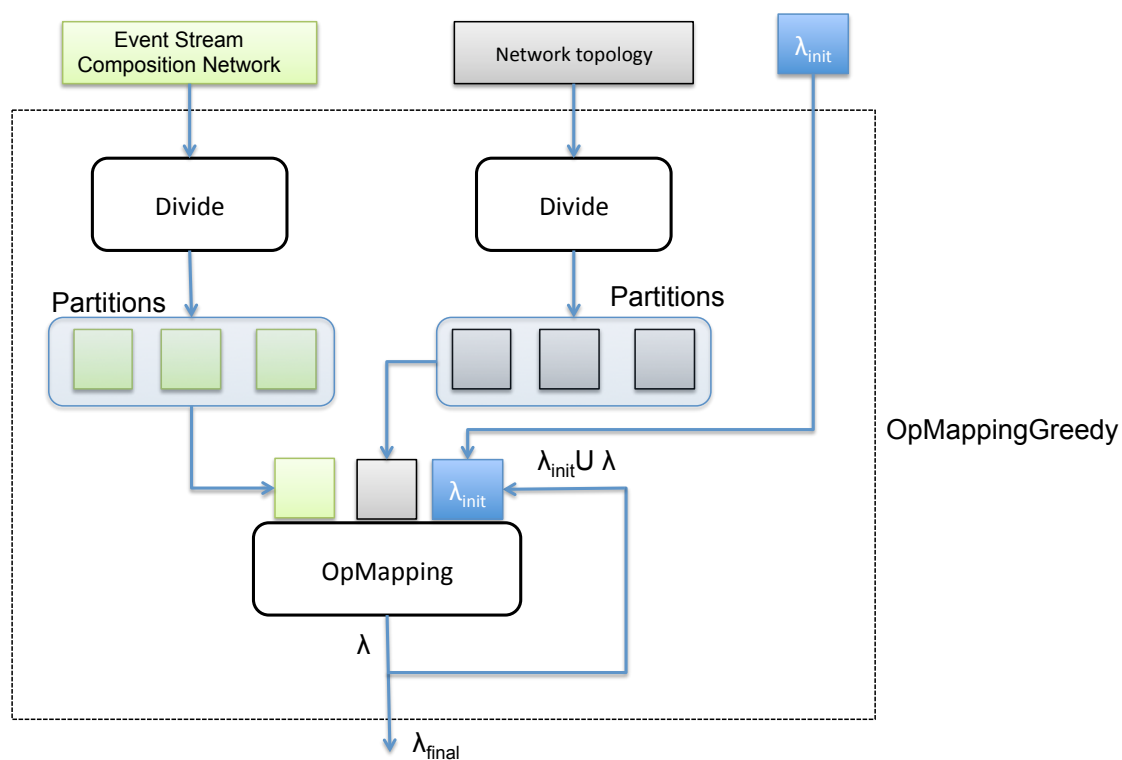 Event Stream
Composition Network
Network topology
λinit
Divide
Divide
Partitions
Partitions
OpMappingGreedy
λinitU λ
λinit
OpMapping
λ
λfinal